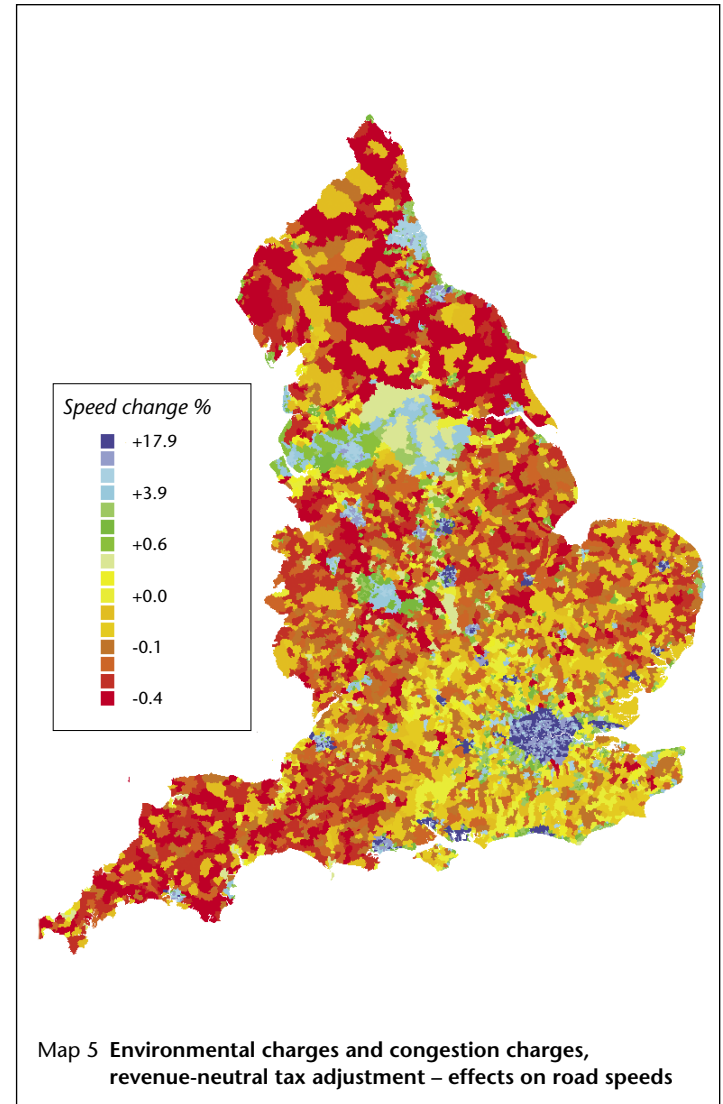 Speed change %
+17.9
+3.9
+0.6
+0.0
-0.1
-0.4
Map 5 Environmental charges and congestion charges,
revenue-neutral tax adjustment – effects on road speeds